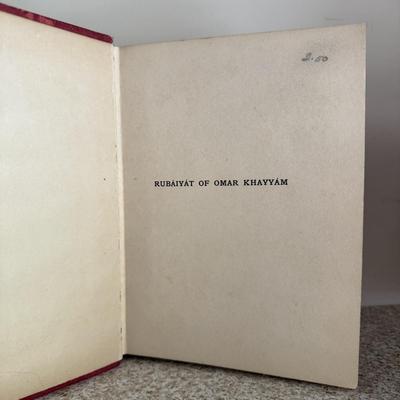 2.50
RUBÁIYÁT OF OMAR KHAYYÁM